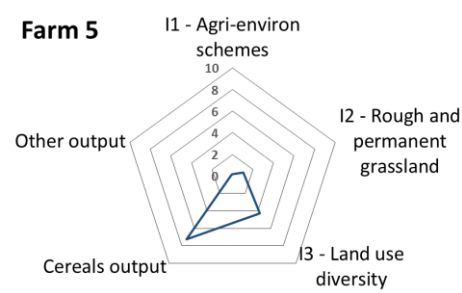 Farm 5
I1 - Agri-environ
schemes
10
8
6
4
2
0
I2 - Rough and
permanent
grassland
Other output
Cereals output
I3 - Land use
diversity